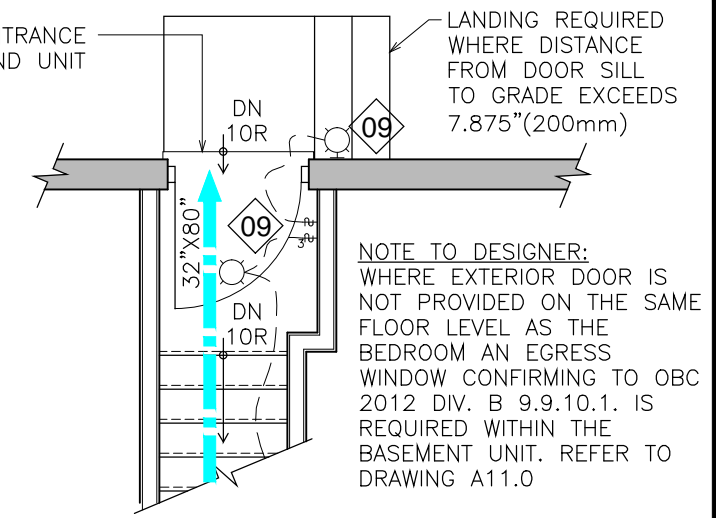 TRANCE
ND UNIT
LANDING REQUIRED
WHERE DISTANCE
FROM DOOR SILL
TO GRADE EXCEEDS
7.875"(200mm)
DN
10R
09
09
32"X80"
3
DN
10R
NOTE TO DESIGNER:
WHERE EXTERIOR DOOR IS
NOT PROVIDED ON THE SAME
FLOOR LEVEL AS THE
BEDROOM AN EGRESS
WINDOW CONFIRMING TO OBC
2012 DIV. B 9.9.10.1. IS
REQUIRED WITHIN THE
BASEMENT UNIT. REFER TO
DRAWING A11.0